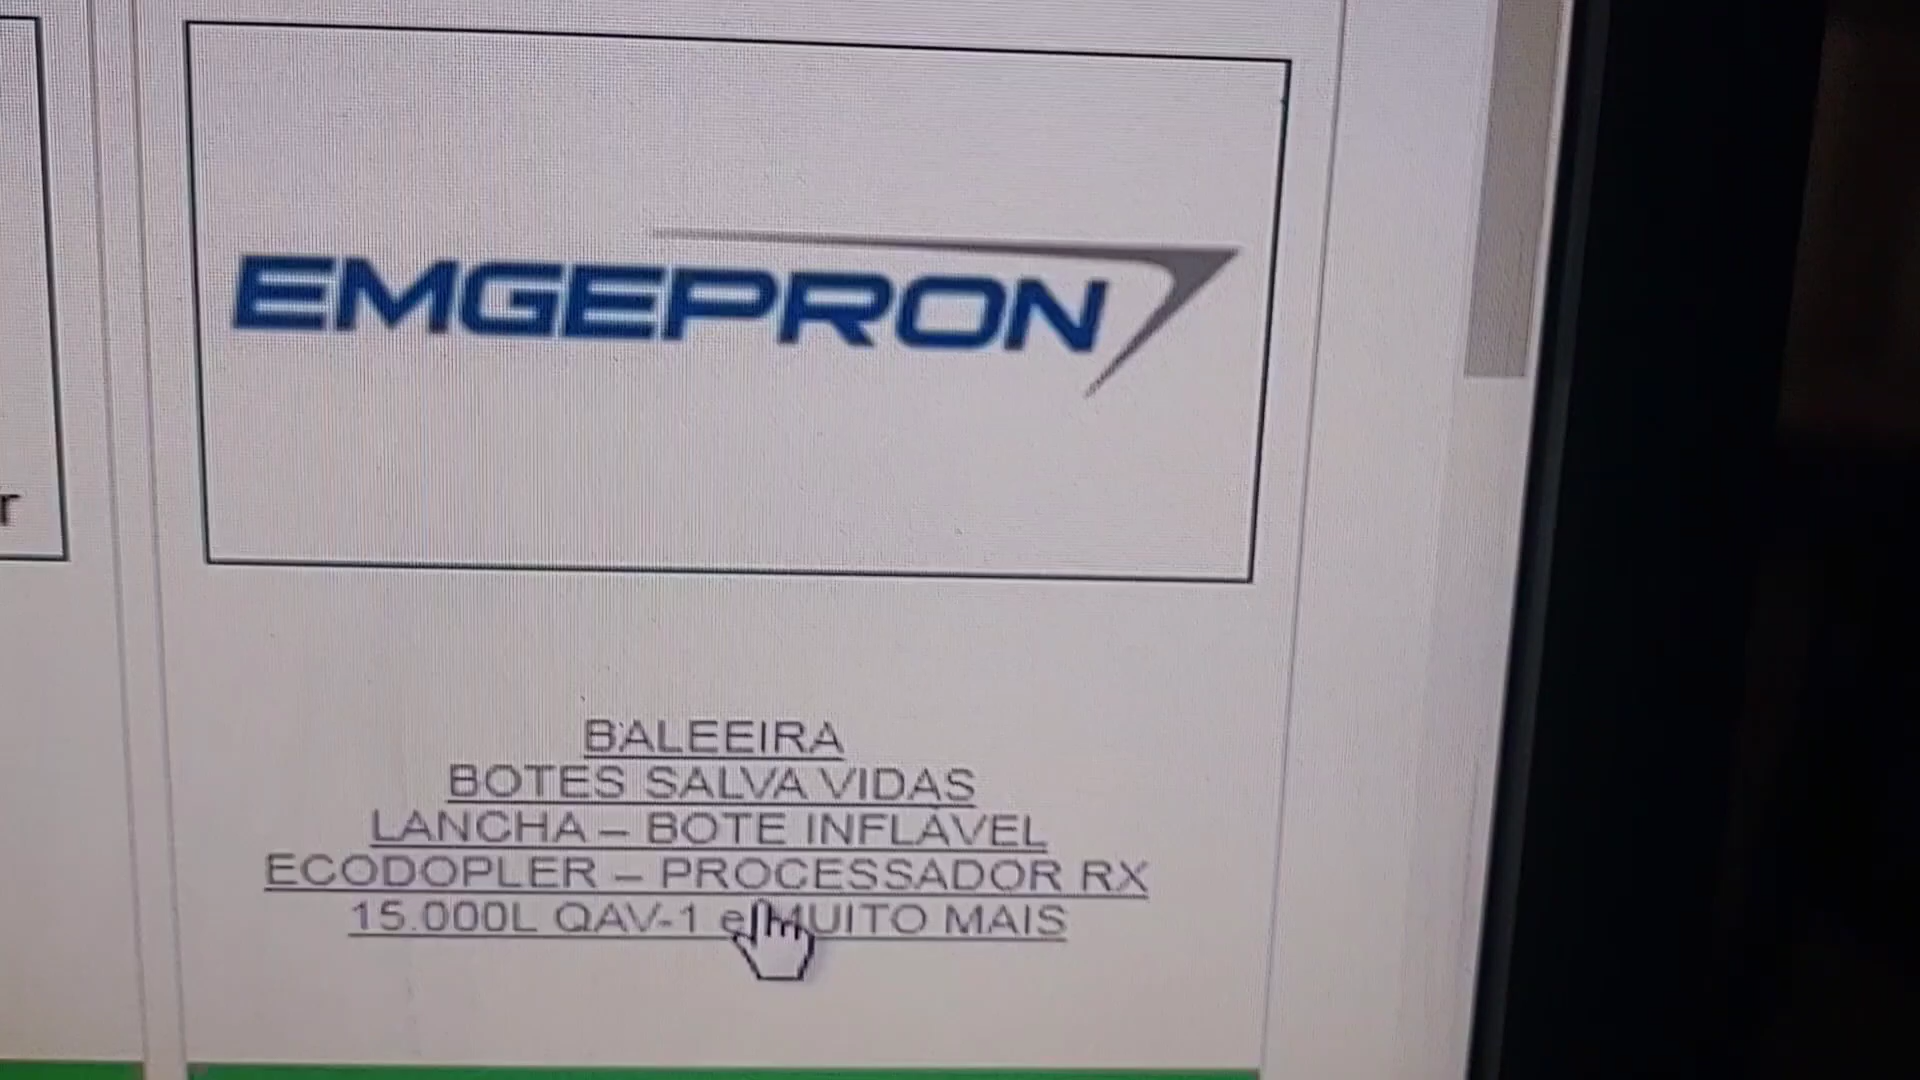 r
EMGEPRON
BALEEIRA
BOTES SALVA VIDAS
LANCHA – BOTE INFLÁVEL
ECODOPLER – PROCESSADOR RX
15.000L QAV-1 e MUITO MAIS